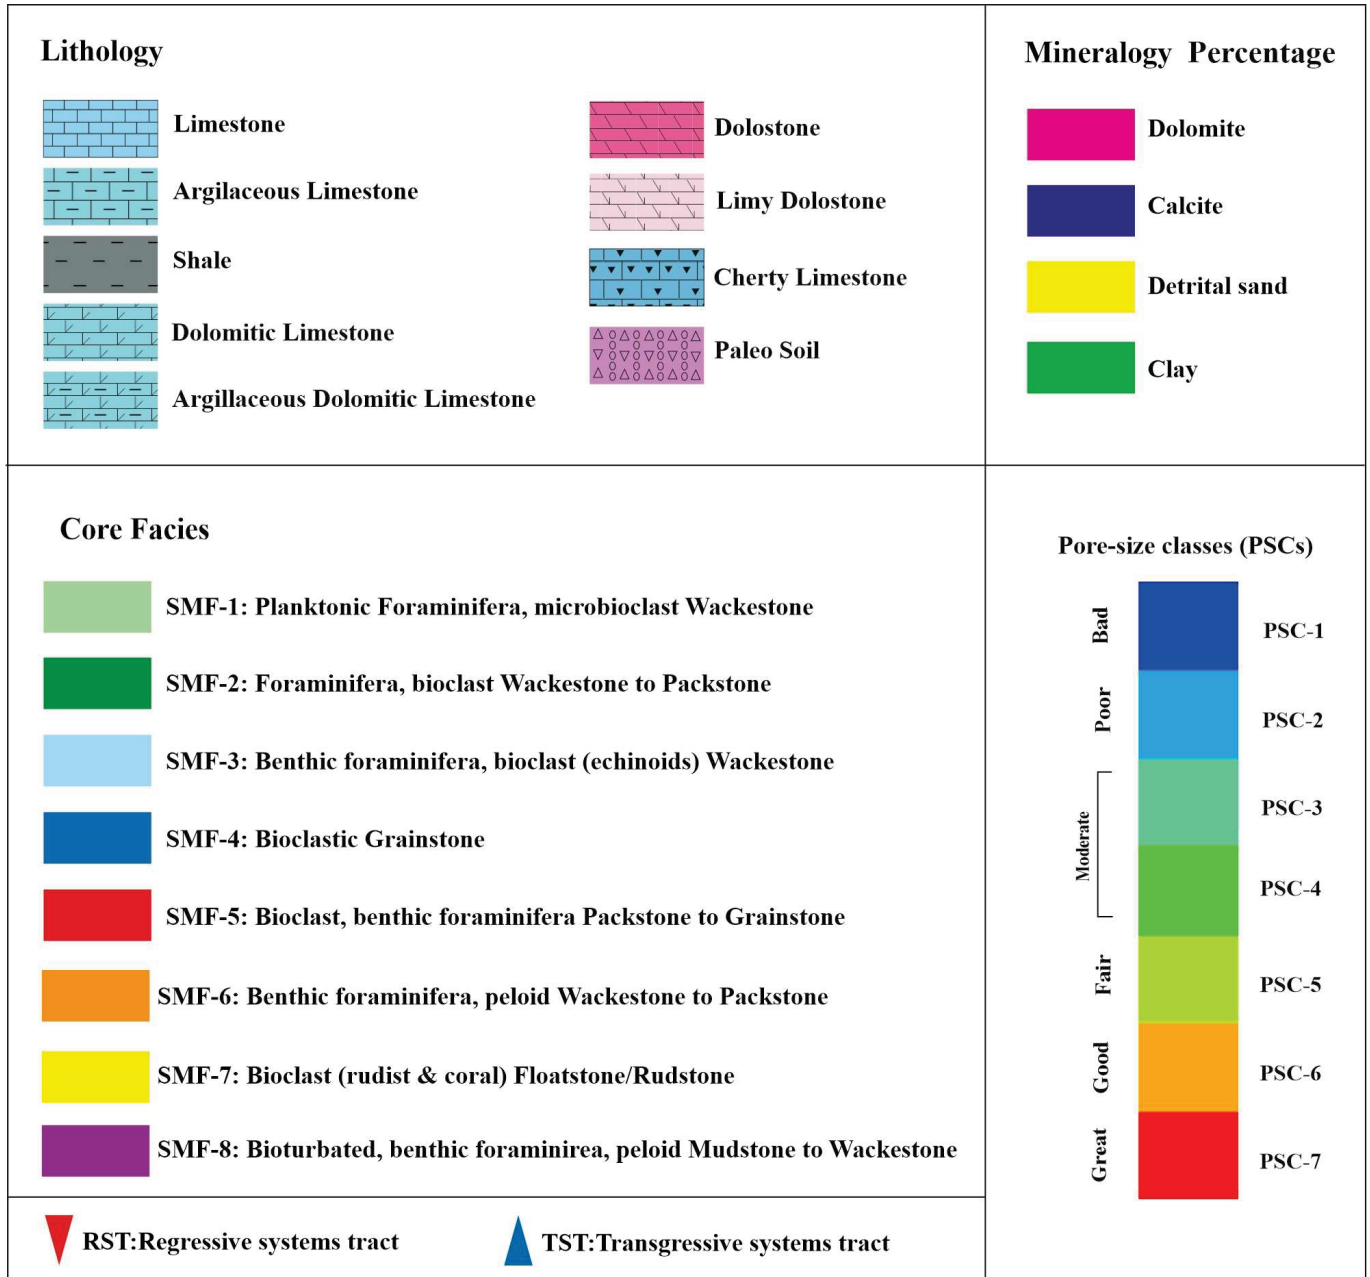 Lithology
Limestone
Argilaceous Limestone
Shale
Dolomitic Limestone
Argillaceous Dolomitic Limestone
Dolostone
Limy Dolostone
Cherty Limestone
Paleo Soil
Mineralogy Percentage
Dolomite
Calcite
Detrital sand
Clay
Core Facies
SMF-1: Planktonic Foraminifera, microbioclast Wackestone
SMF-2: Foraminifera, bioclast Wackestone to Packstone
SMF-3: Benthic foraminifera, bioclast (echinoids) Wackestone
SMF-4: Bioclastic Grainstone
SMF-5: Bioclast, benthic foraminifera Packstone to Grainstone
SMF-6: Benthic foraminifera, peloid Wackestone to Packstone
SMF-7: Bioclast (rudist & coral) Floatstone/Rudstone
SMF-8: Bioturbated, benthic foraminirea, peloid Mudstone to Wackestone
RST:Regressive systems tract
TST:Transgressive systems tract
Pore-size classes (PSCs)
Bad
PSC-1
Poor
PSC-2
Moderate
PSC-3
PSC-4
Fair
PSC-5
Good
PSC-6
Great
PSC-7